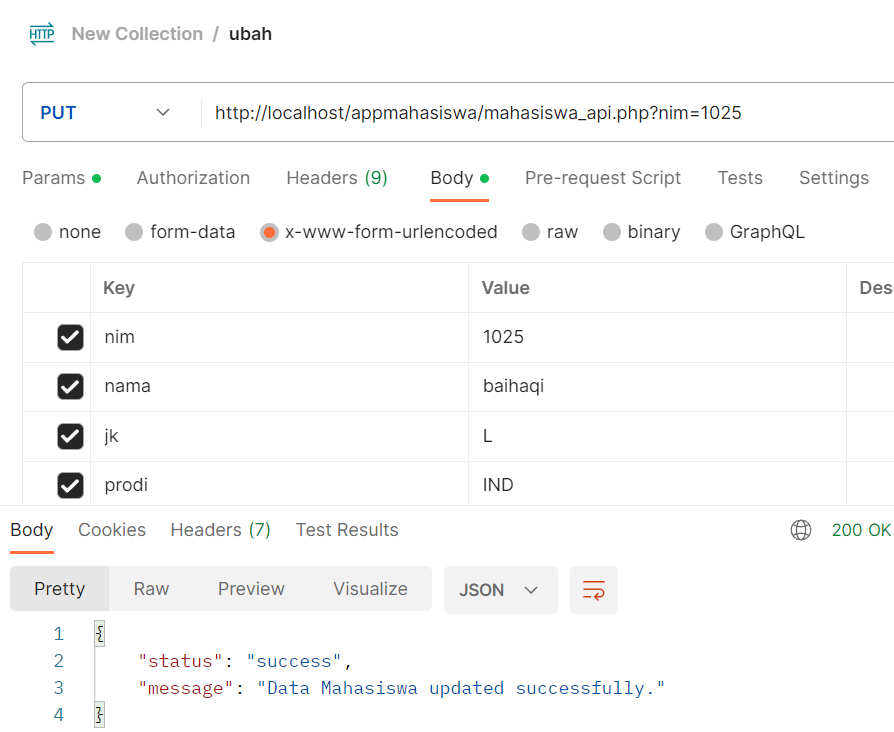 HTTP New Collection / ubah
PUT http://localhost/appmahasiswa/mahasiswa_api.php?nim=1025
Params Authorization Headers (9) Body Pre-request Script Tests Settings
none form-data x-www-form-urlencoded raw binary GraphQL
Key Value Des
nim 1025
nama baihaqi
jk L
prodi IND
Body Cookies Headers (7) Test Results 200 OK
Pretty Raw Preview Visualize JSON
1 {
2 "status": "success",
3 "message": "Data Mahasiswa updated successfully."
4 }